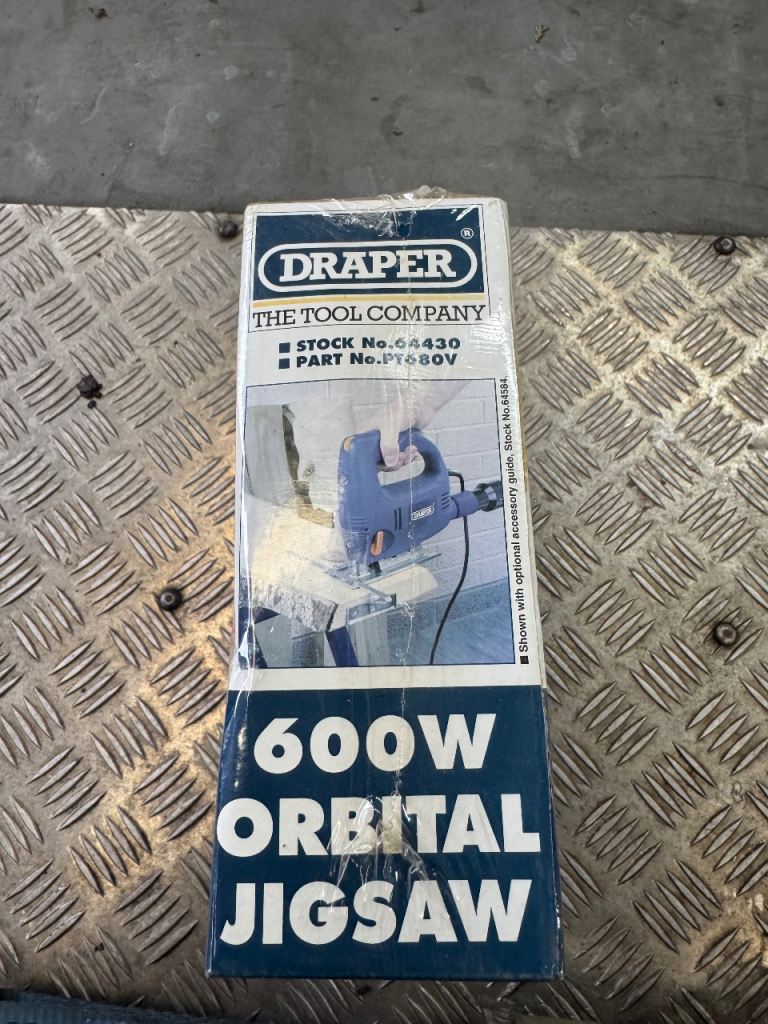 DRAPER®
THE TOOL COMPANY
■ STOCK No.64430
■ PART No.PT680V
■ Shown with optional accessory guide, Stock No.64584.
DRAPER
600W
ORBITAL
JIGSAW